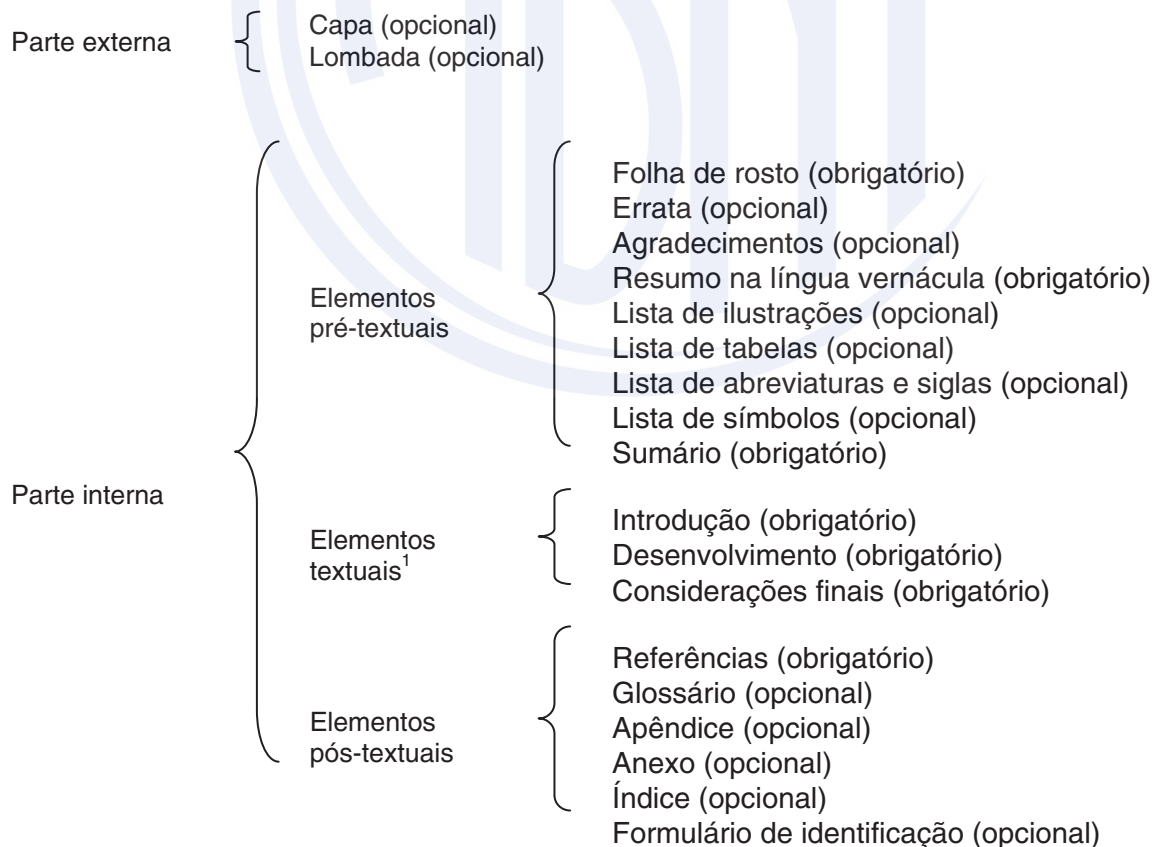 Parte externa
Capa (opcional)
Lombada (opcional)
Parte interna
Elementos
pré-textuais
Folha de rosto (obrigatório)
Errata (opcional)
Agradecimentos (opcional)
Resumo na língua vernácula (obrigatório)
Lista de ilustrações (opcional)
Lista de tabelas (opcional)
Lista de abreviaturas e siglas (opcional)
Lista de símbolos (opcional)
Sumário (obrigatório)
Elementos
textuais¹
Introdução (obrigatório)
Desenvolvimento (obrigatório)
Considerações finais (obrigatório)
Elementos
pós-textuais
Referências (obrigatório)
Glossário (opcional)
Apêndice (opcional)
Anexo (opcional)
Índice (opcional)
Formulário de identificação (opcional)